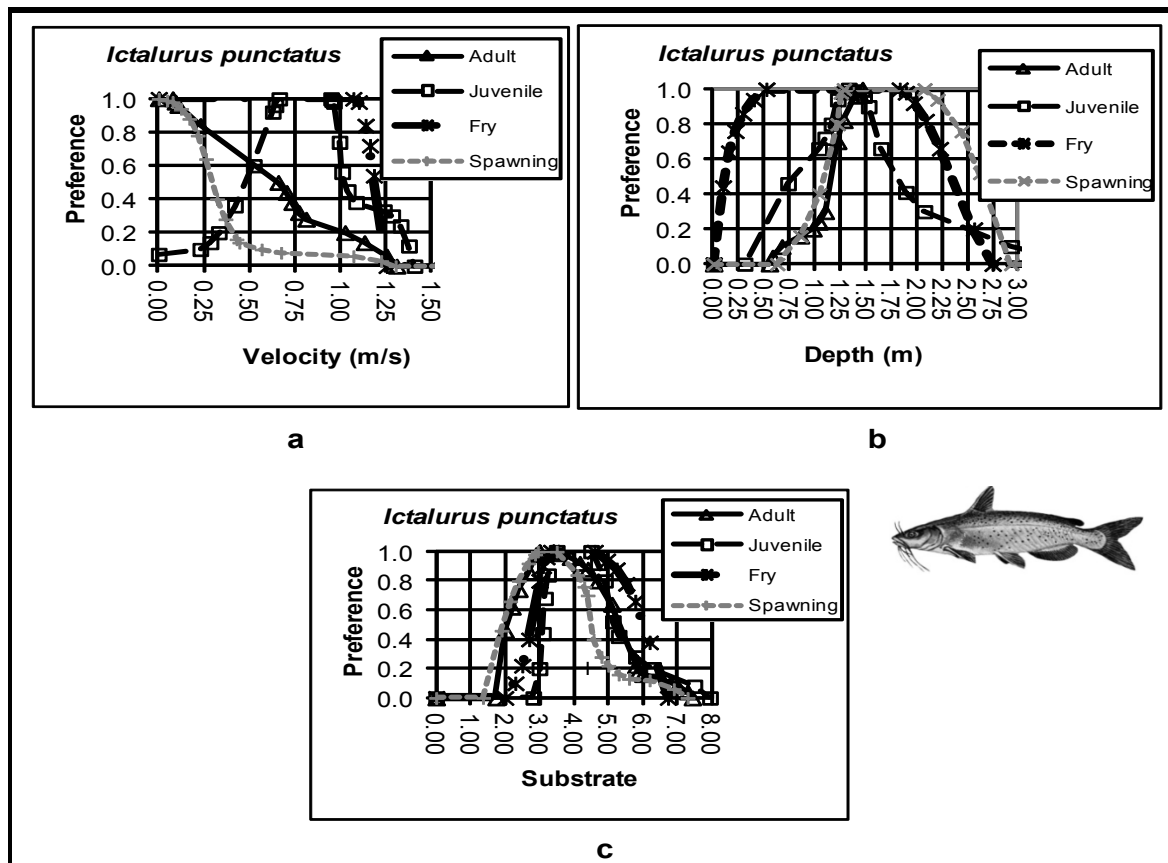 Ictalurus punctatus
Adult
Juvenile
Fry
Spawning
Preference
1.0
0.8
0.6
0.4
0.2
0.0
0.00
0.25
0.50
0.75
1.00
1.25
1.50
Velocity (m/s)
a
Ictalurus punctatus
Adult
Juvenile
Fry
Spawning
Preference
1.0
0.8
0.6
0.4
0.2
0.0
0.00
0.25
0.50
0.75
1.00
1.25
1.50
1.75
2.00
2.25
2.50
2.75
3.00
Depth (m)
b
Ictalurus punctatus
Adult
Juvenile
Fry
Spawning
Preference
1.0
0.8
0.6
0.4
0.2
0.0
0.00
1.00
2.00
3.00
4.00
5.00
6.00
7.00
8.00
Substrate
c